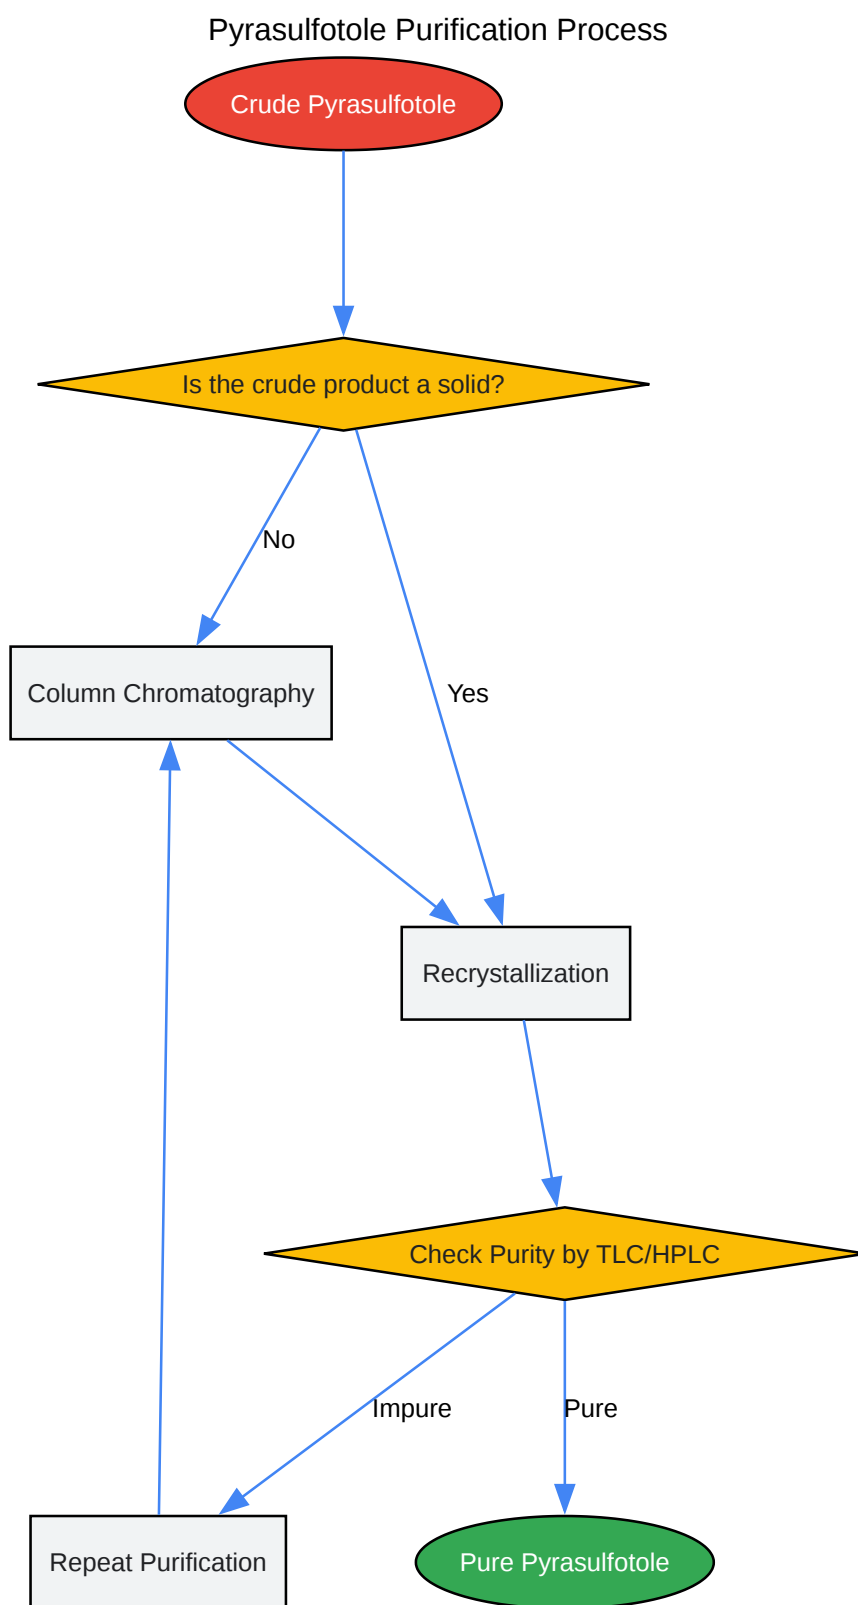 Pyrasulfotole Purification Process
Crude Pyrasulfotole
Is the crude product a solid?
No
Column Chromatography
Yes
Recrystallization
Check Purity by TLC/HPLC
Impure
Pure
Repeat Purification
Pure Pyrasulfotole